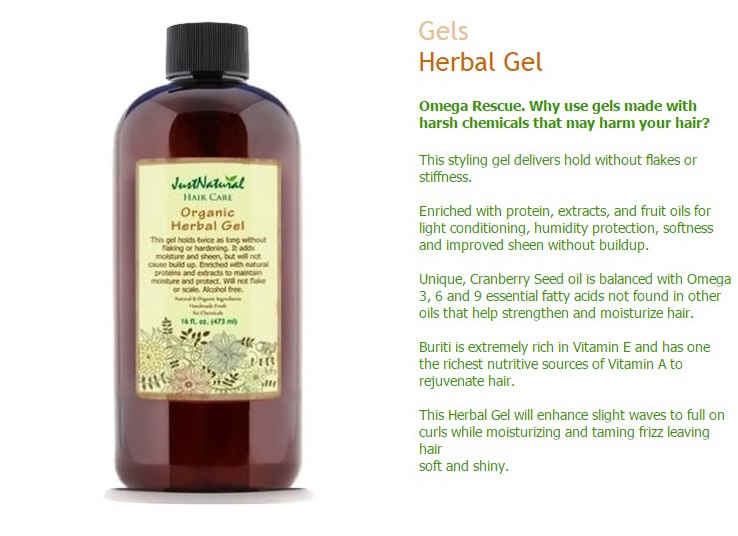 JustNatural
HAIR CARE
Organic
Herbal Gel
This gel holds twice as long without
flaking or hardening. It adds
moisture and sheen, but will not
cause build up. Enriched with natural
proteins and extracts to maintain
moisture and protect. Will not flake
or scale. Alcohol free.
Natural & Organic Ingredients
Handmade Fresh
No Chemicals
16 fl. oz. (473 ml)
Gels
Herbal Gel
Omega Rescue. Why use gels made with
harsh chemicals that may harm your hair?
This styling gel delivers hold without flakes or
stiffness.
Enriched with protein, extracts, and fruit oils for
light conditioning, humidity protection, softness
and improved sheen without buildup.
Unique, Cranberry Seed oil is balanced with Omega
3, 6 and 9 essential fatty acids not found in other
oils that help strengthen and moisturize hair.
Buriti is extremely rich in Vitamin E and has one
the richest nutritive sources of Vitamin A to
rejuvenate hair.
This Herbal Gel will enhance slight waves to full on
curls while moisturizing and taming frizz leaving
hair
soft and shiny.